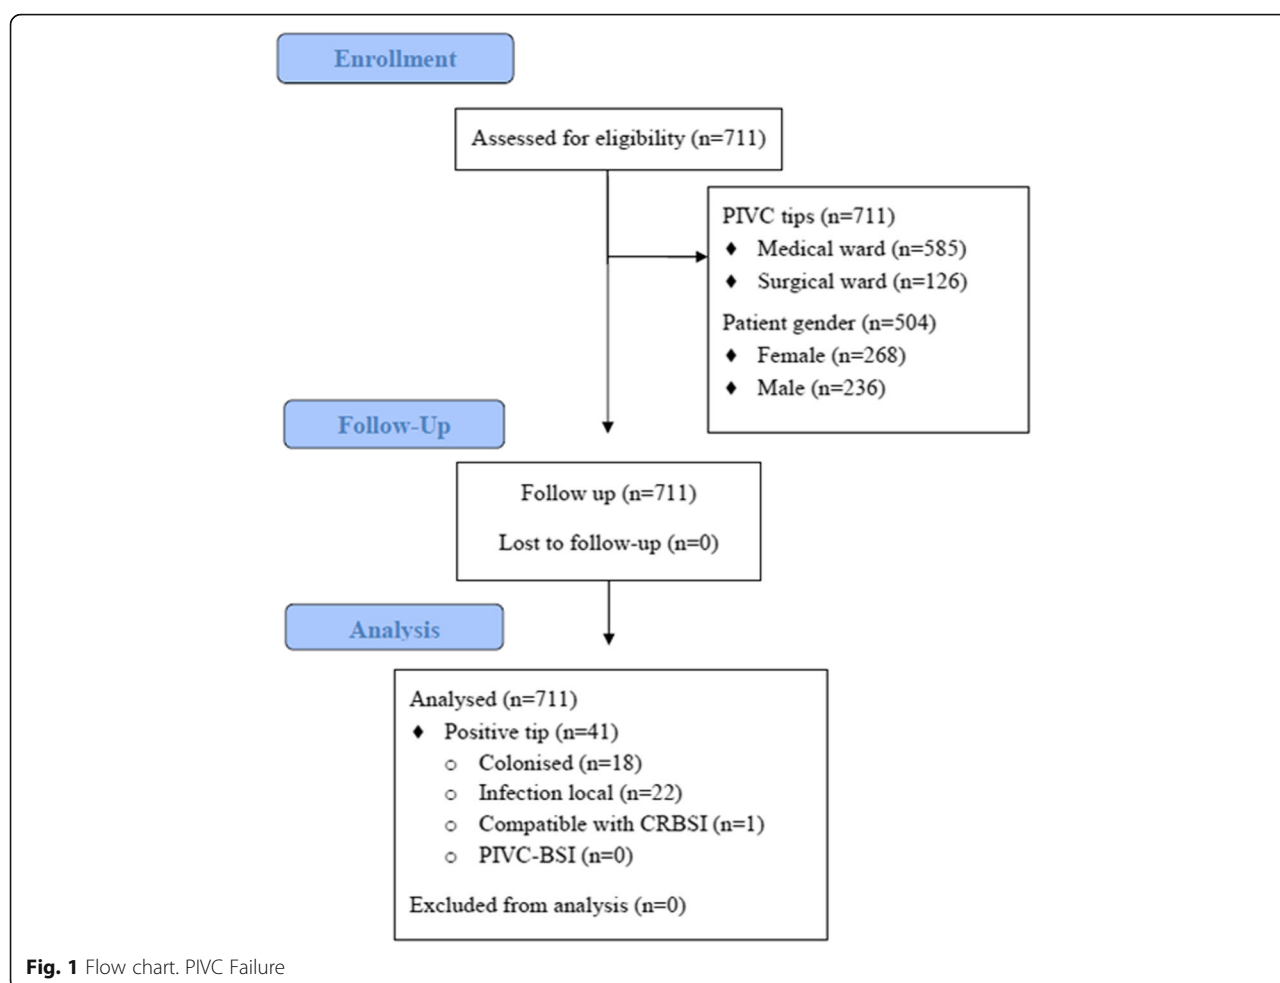 Enrollment
Assessed for eligibility (n=711)
PIVC tips (n=711)
♦ Medical ward (n=585)
♦ Surgical ward (n=126)
Patient gender (n=504)
♦ Female (n=268)
♦ Male (n=236)
Follow-Up
Follow up (n=711)
Lost to follow-up (n=0)
Analysis
Analysed (n=711)
♦ Positive tip (n=41)
o Colonised (n=18)
o Infection local (n=22)
o Compatible with CRBSI (n=1)
o PIVC-BSI (n=0)
Excluded from analysis (n=0)
Fig. 1 Flow chart. PIVC Failure